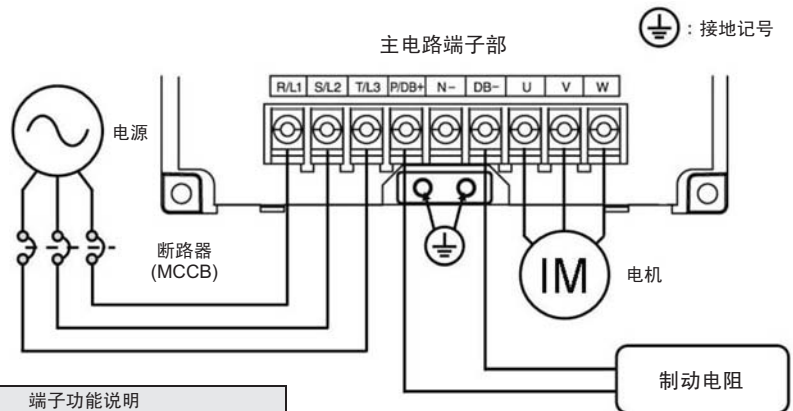 : 接地记号
主电路端子部
R/L1 S/L2 T/L3 P/DB+ N- DB- U V W
电源
断路器
(MCCB)
IM
电机
制动电阻
端子功能说明